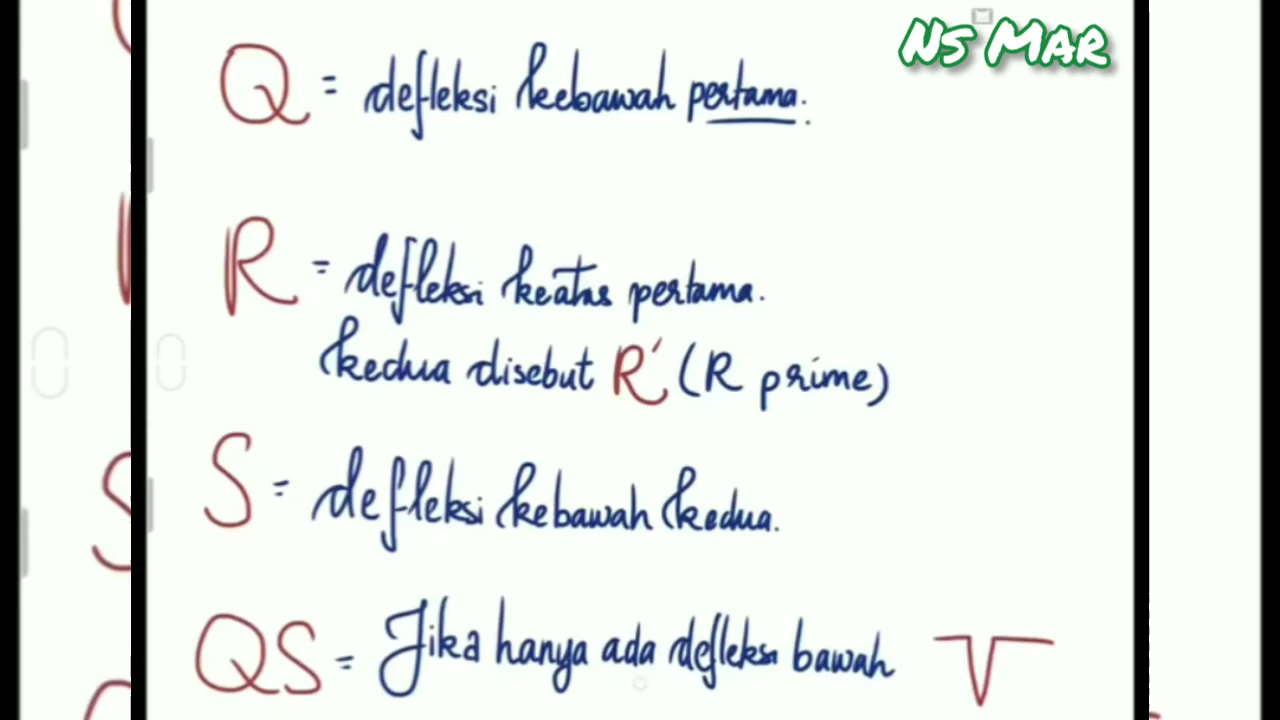 Ns Mar
Q = defleksi kebawah pertama.
R = defleksi keatas pertama.
kedua disebut R' (R prime)
S = defleksi kebawah kedua.
QS = Jika hanya ada defleksi bawah